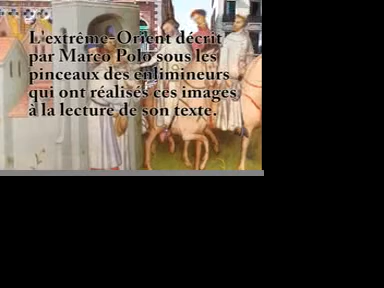 L'extrême-Orient décrit
par Marco Polo sous les
pinceaux des enlimineurs
qui ont réalisés ces images
à la lecture de son texte.